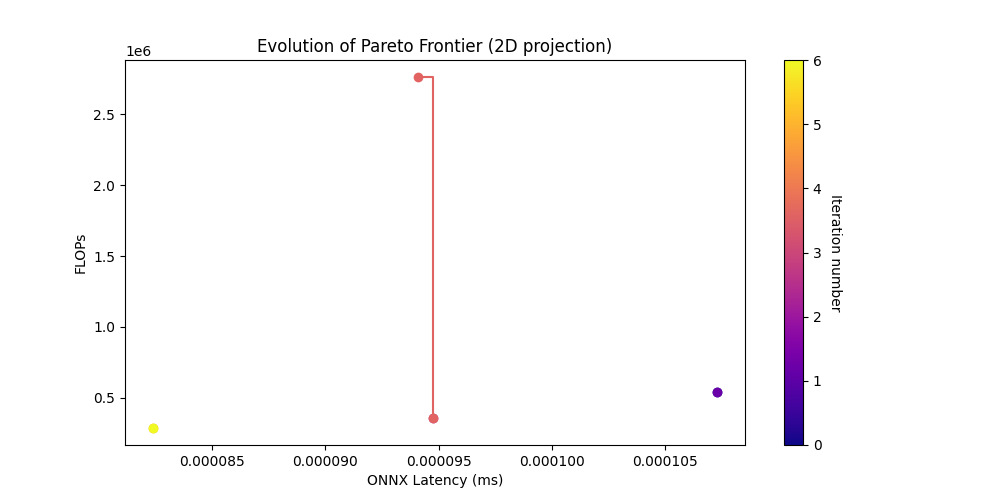 Evolution of Pareto Frontier (2D projection)
1e6
2.5
2.0
1.5
1.0
0.5
FLOPs
0.000085 0.000090 0.000095 0.000100 0.000105
ONNX Latency (ms)
6
5
4
3
2
1
0
Iteration number